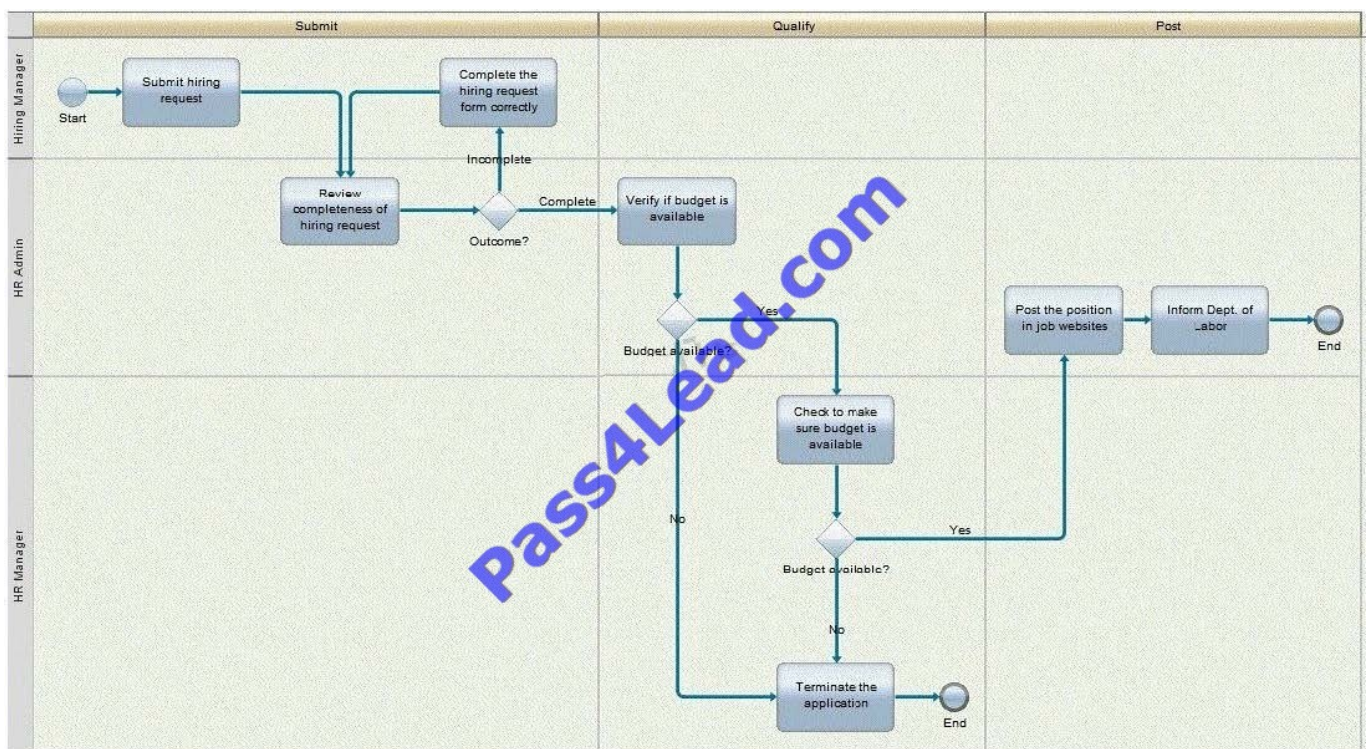 Submit
Qualify
Post
Hiring Manager
Start
Submit hiring
request
Complete the
hiring request
form correctly
Incomplete
HR Admin
Review
completeness of
hiring request
Outcome?
Complete
Verify if budget is
available
Budget available?
Yes
Post the position
in job websites
Inform Dept. of
Labor
End
HR Manager
Check to make
sure budget is
available
No
Budget available?
Yes
No
Terminate the
application
End
Pass4Lead.com